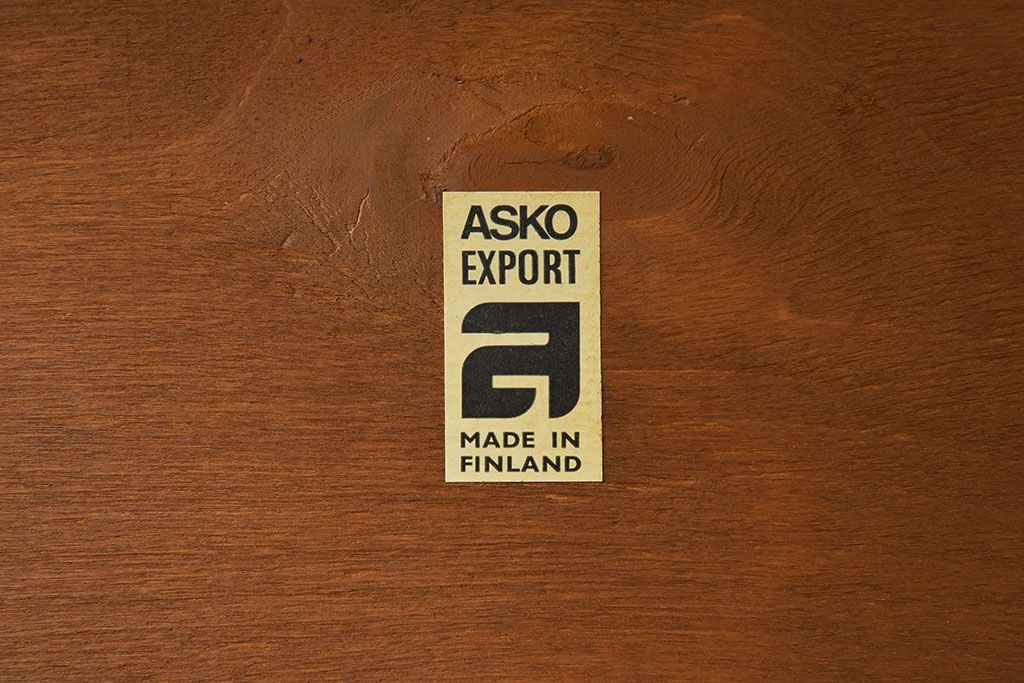 ASKO
EXPORT
a
MADE IN
FINLAND